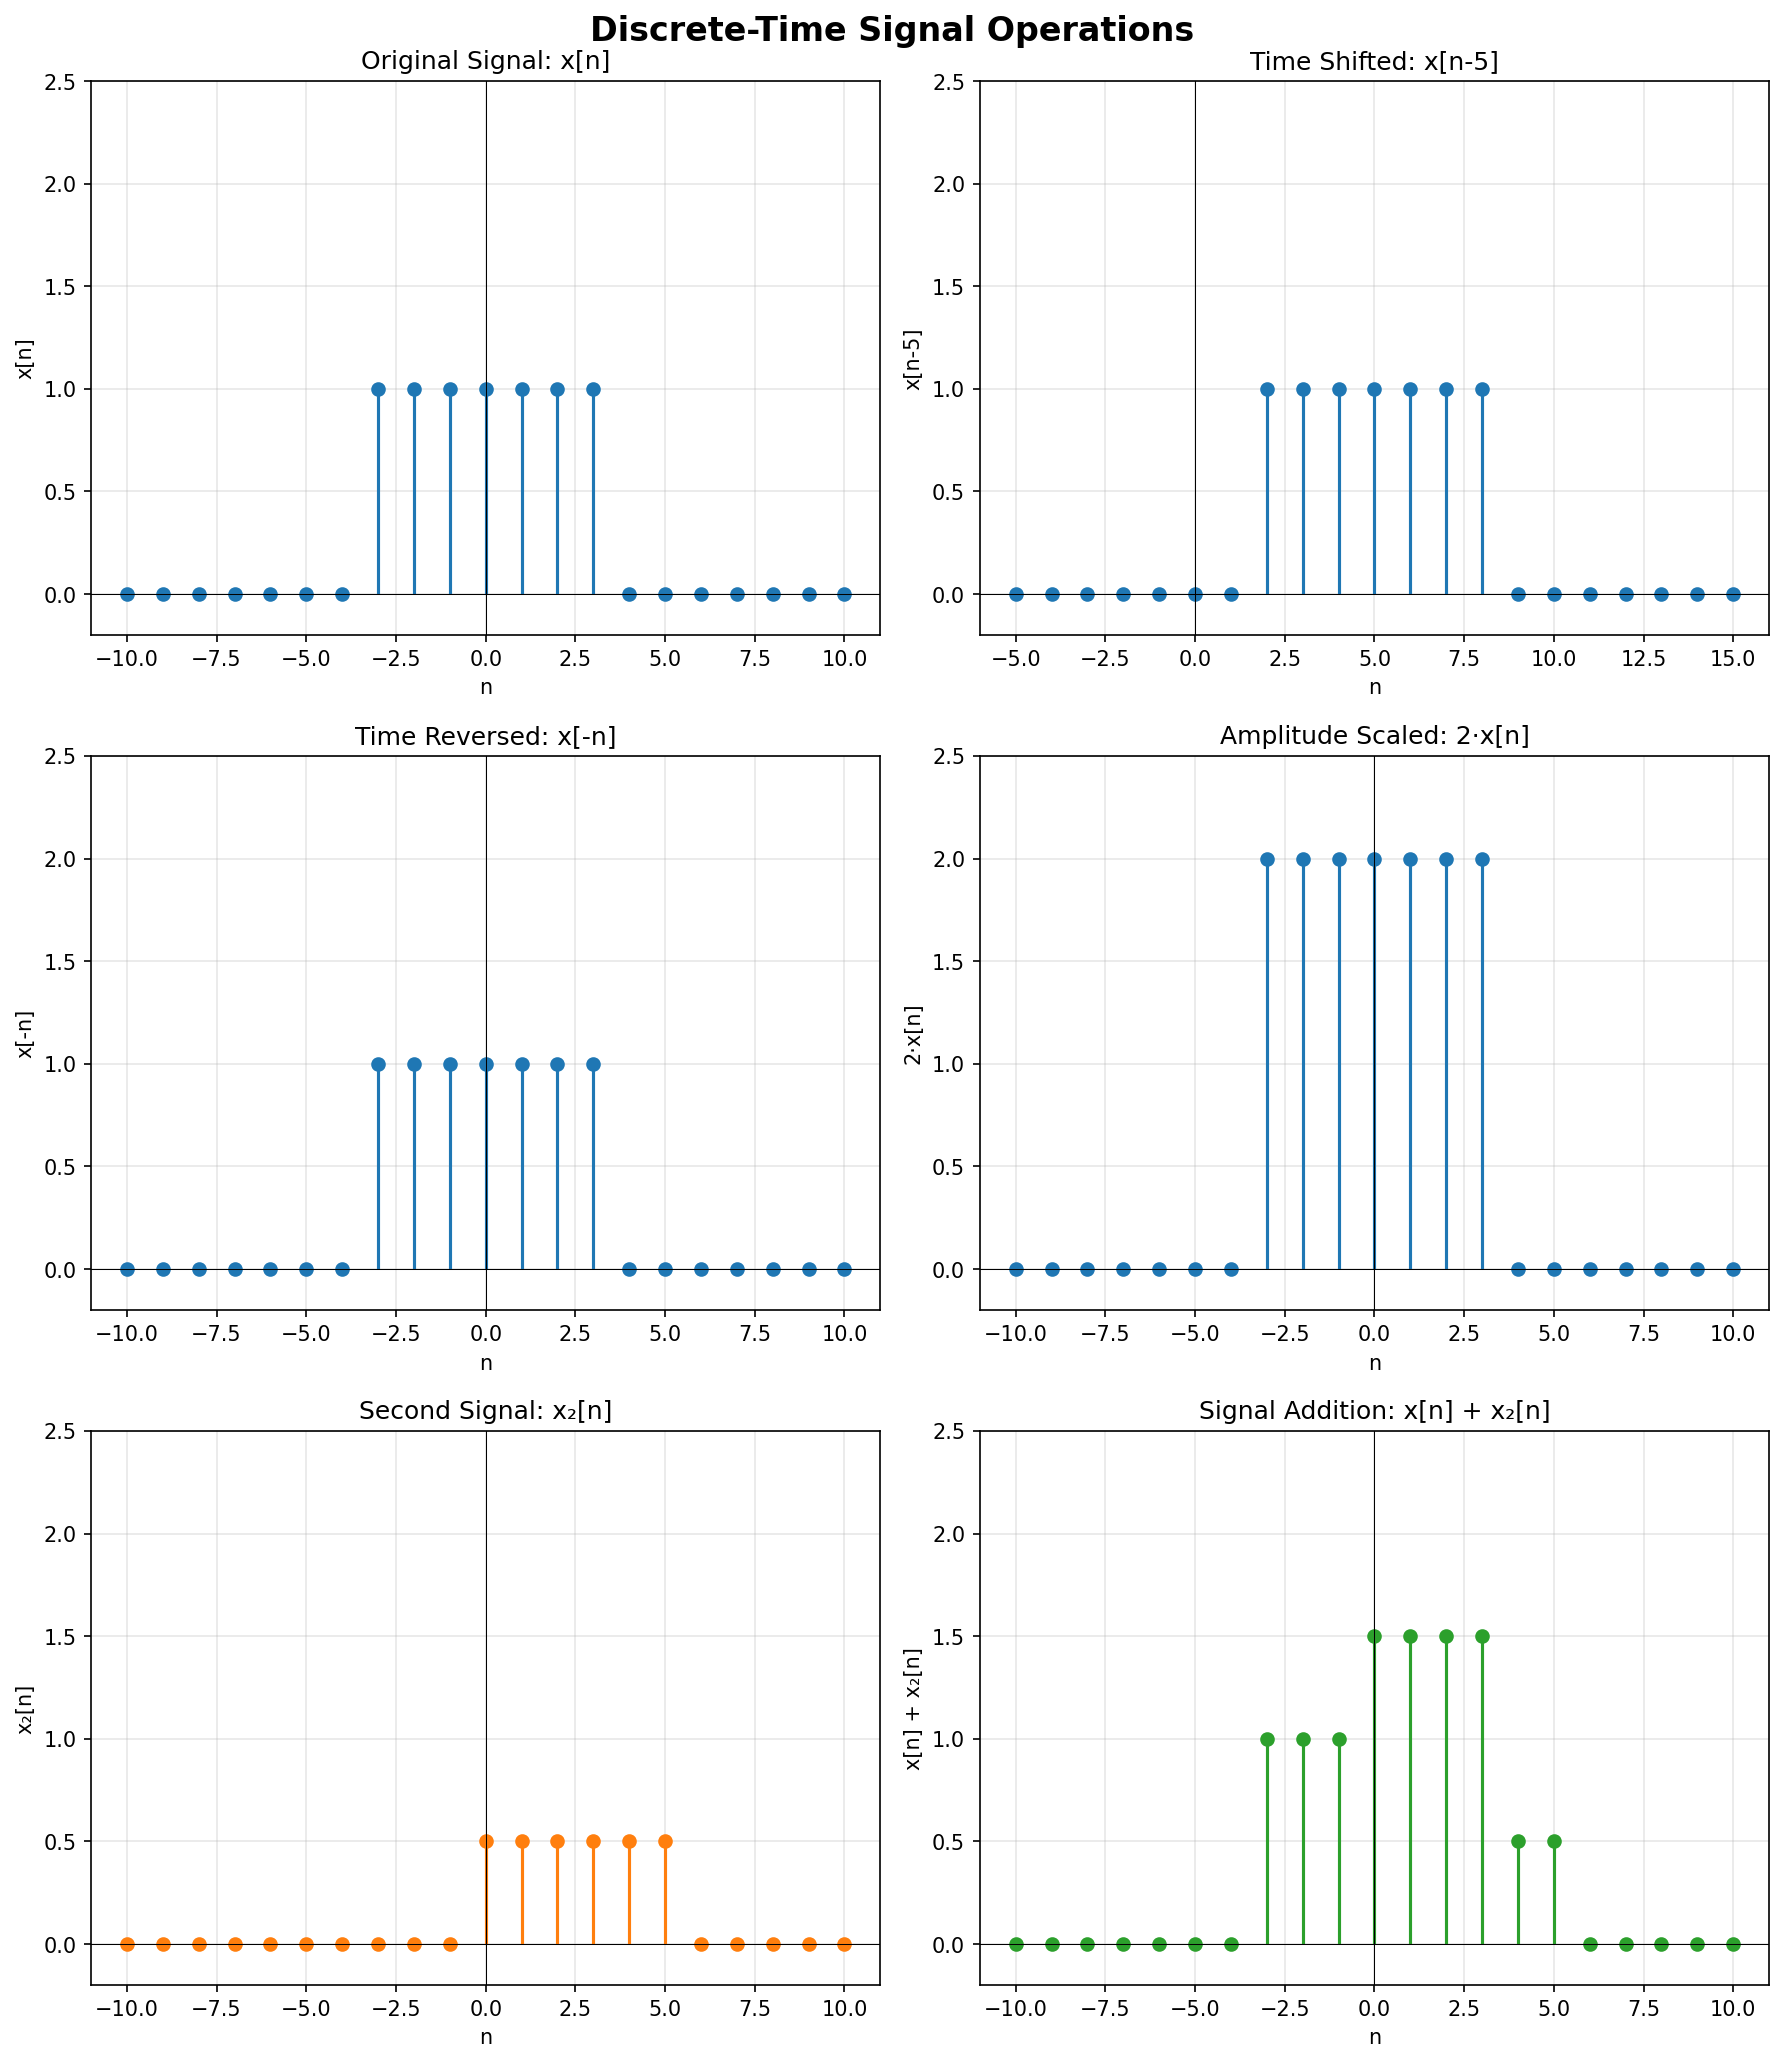 Discrete-Time Signal Operations
Original Signal: x[n]
2.5
2.0
1.5
1.0
0.5
0.0
x[n]
−10.0 −7.5 −5.0 −2.5 0.0 2.5 5.0 7.5 10.0
n
Time Shifted: x[n-5]
2.5
2.0
1.5
1.0
0.5
0.0
x[n-5]
−5.0 −2.5 0.0 2.5 5.0 7.5 10.0 12.5 15.0
n
Time Reversed: x[-n]
2.5
2.0
1.5
1.0
0.5
0.0
x[-n]
−10.0 −7.5 −5.0 −2.5 0.0 2.5 5.0 7.5 10.0
n
Amplitude Scaled: 2·x[n]
2.5
2.0
1.5
1.0
0.5
0.0
2·x[n]
−10.0 −7.5 −5.0 −2.5 0.0 2.5 5.0 7.5 10.0
n
Second Signal: x₂[n]
2.5
2.0
1.5
1.0
0.5
0.0
x₂[n]
−10.0 −7.5 −5.0 −2.5 0.0 2.5 5.0 7.5 10.0
n
Signal Addition: x[n] + x₂[n]
2.5
2.0
1.5
1.0
0.5
0.0
x[n] + x₂[n]
−10.0 −7.5 −5.0 −2.5 0.0 2.5 5.0 7.5 10.0
n